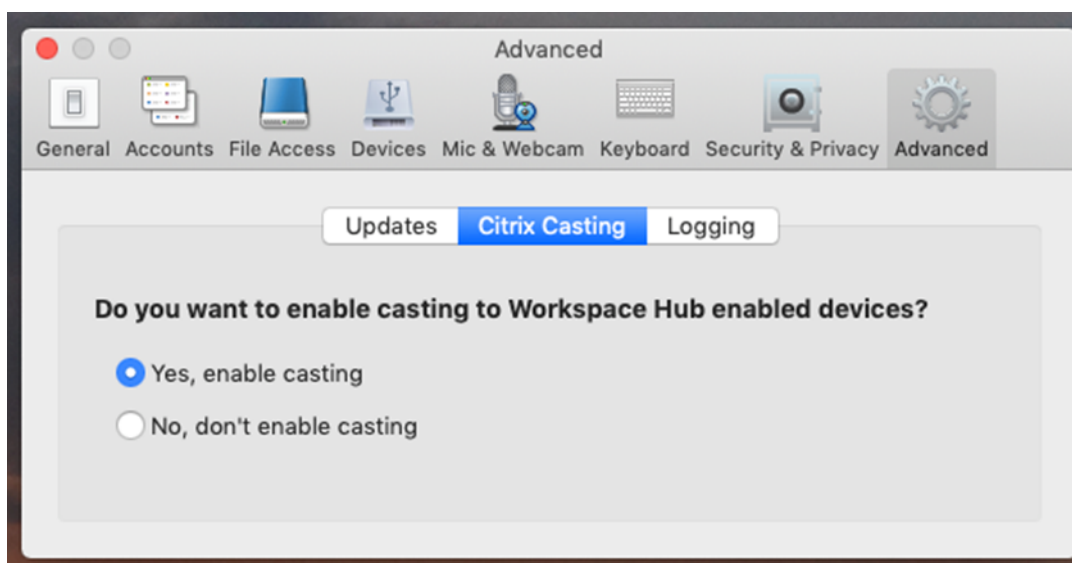 Advanced
General Accounts File Access Devices Mic & Webcam Keyboard Security & Privacy Advanced
Updates Citrix Casting Logging
Do you want to enable casting to Workspace Hub enabled devices?
Yes, enable casting
No, don't enable casting